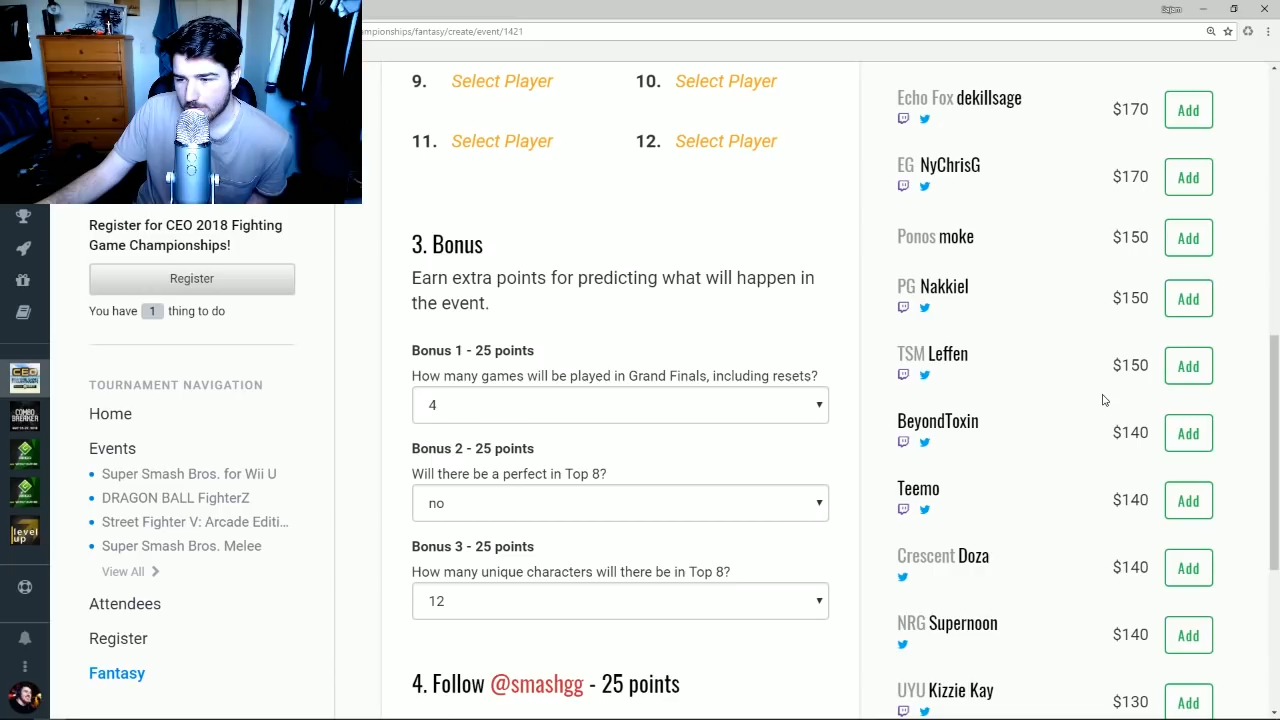 championships/fantasy/create/event/1421
9. Select Player
10. Select Player
11. Select Player
12. Select Player
Register for CEO 2018 Fighting
Game Championships!
Register
You have 1 thing to do
TOURNAMENT NAVIGATION
Home
Events
Super Smash Bros. for Wii U
DRAGON BALL FighterZ
Street Fighter V: Arcade Editi...
Super Smash Bros. Melee
View All
Attendees
Register
Fantasy
CEO
COMBO
BREAKER
level
up
3. Bonus
Earn extra points for predicting what will happen in
the event.
Bonus 1 - 25 points
How many games will be played in Grand Finals, including resets?
4
Bonus 2 - 25 points
Will there be a perfect in Top 8?
no
Bonus 3 - 25 points
How many unique characters will there be in Top 8?
12
4. Follow @smashgg - 25 points
Echo Fox dekillsage $170 Add
EG NyChrisG $170 Add
Ponos moke $150 Add
PG Nakkiel $150 Add
TSM Leffen $150 Add
BeyondToxin $140 Add
Teemo $140 Add
Crescent Doza $140 Add
NRG Supernoon $140 Add
UYU Kizzie Kay $130 Add